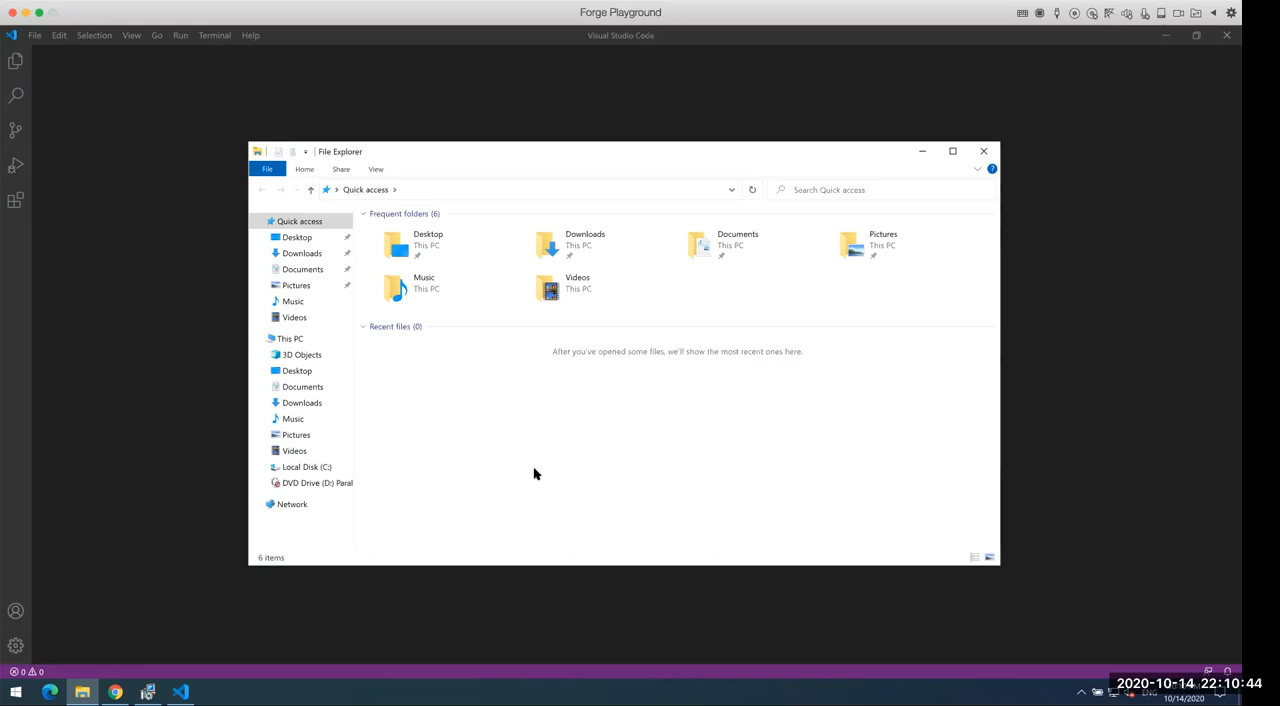 Forge Playground
File Edit Selection View Go Run Terminal Help Visual Studio Code
File Explorer
File Home Share View
Quick access Search Quick access
Quick access
Desktop
Downloads
Documents
Pictures
Music
Videos
This PC
3D Objects
Desktop
Documents
Downloads
Music
Pictures
Videos
Local Disk (C:)
DVD Drive (D:) Paral
Network
Frequent folders (6)
Desktop
This PC
Downloads
This PC
Documents
This PC
Pictures
This PC
Music
This PC
Videos
This PC
Recent files (0)
After you've opened some files, we'll show the most recent ones here.
6 items
0 0
2020-10-14 22:10:44
ENG
10/14/2020